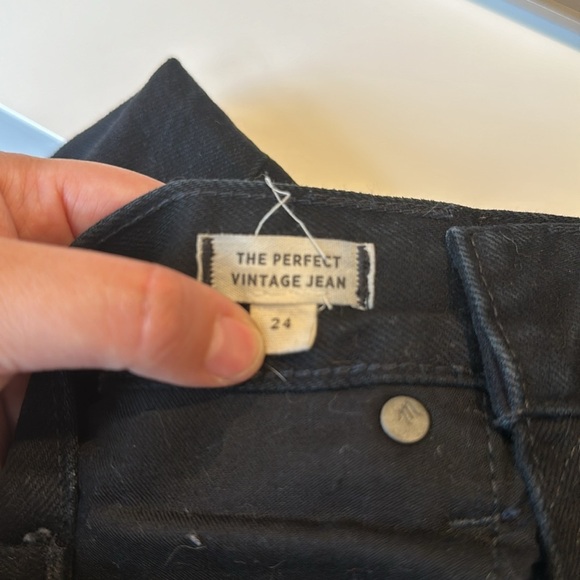 THE PERFECT
VINTAGE JEAN
24
M